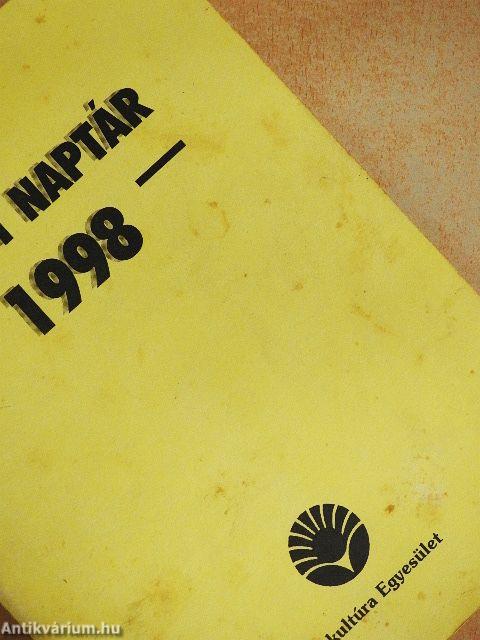 NAPTÁR
1998 —
kultúra Egyesület
Antikvárium.hu